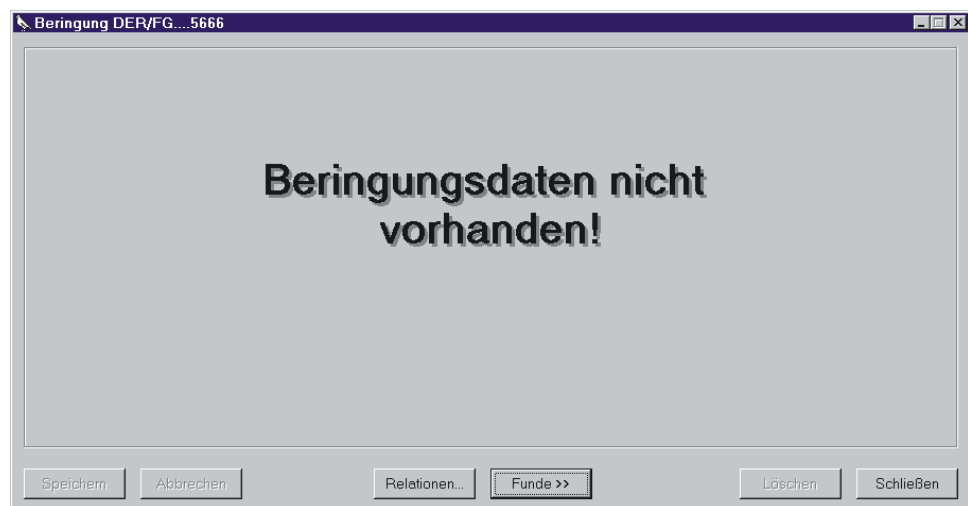 Beringung DER/FG....5666
Beringungsdaten nicht
vorhanden!
Speichern Abbrechen Relationen... Funde >> Löschen Schließen